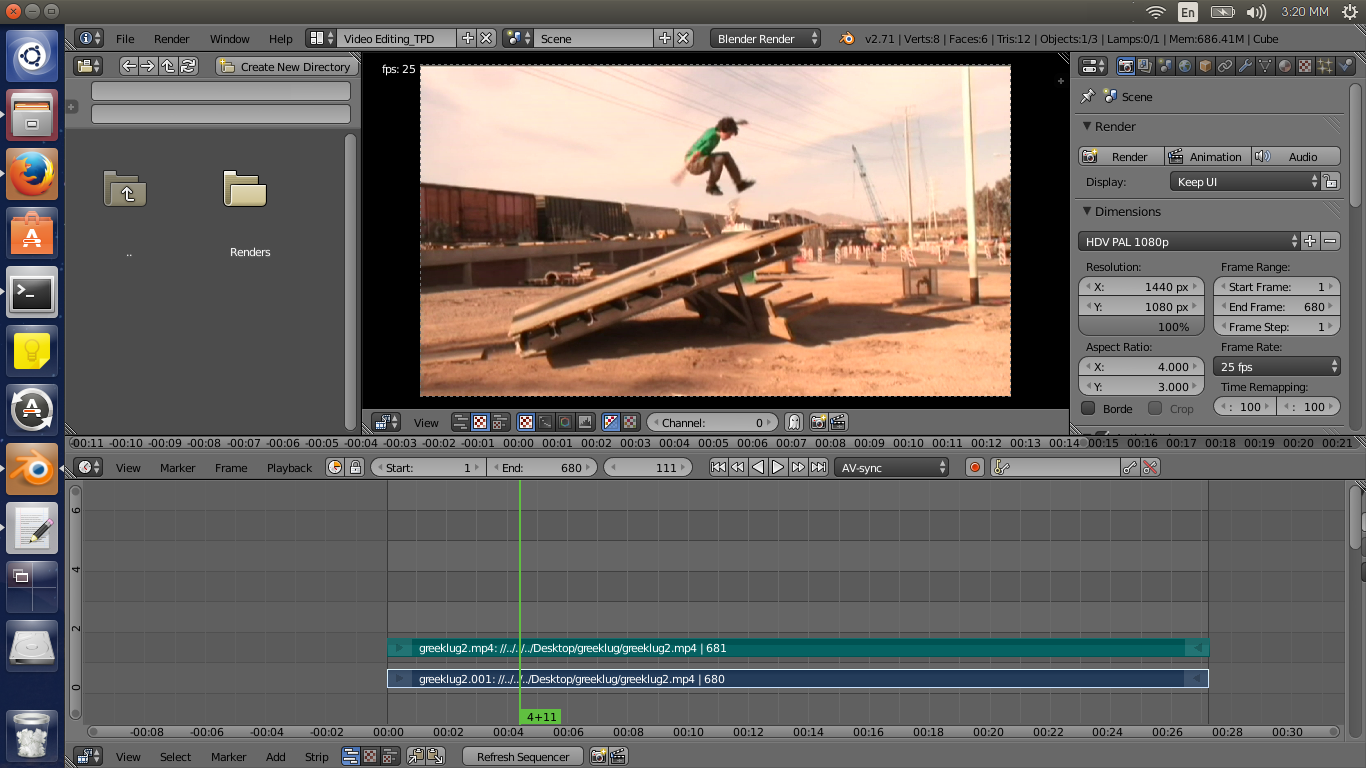 En 3:20 MM
File Render Window Help Video Editing_TPD Scene Blender Render v2.71 | Verts:8 | Faces:6 | Tris:12 | Objects:1/3 | Lamps:0/1 | Mem:686.41M | Cube
Create New Directory
.. Renders
fps: 25
View Channel: 0
Scene
Render
Render Animation Audio
Display: Keep UI
Dimensions
HDV PAL 1080p
Resolution: Frame Range:
X: 1440 px Start Frame: 1
Y: 1080 px End Frame: 680
100% Frame Step: 1
Aspect Ratio: Frame Rate:
X: 4.000 25 fps
Y: 3.000 Time Remapping:
Borde Crop : 100 : 100
-00:11 -00:10 -00:09 -00:08 -00:07 -00:06 -00:05 -00:04 -00:03 -00:02 -00:01 00:00 00:01 00:02 00:03 00:04 00:05 00:06 00:07 00:08 00:09 00:10 00:11 00:12 00:13 00:14 00:15 00:16 00:17 00:18 00:19 00:20 00:21
View Marker Frame Playback Start: 1 End: 680 111 AV-sync
6
4
2
greeklug2.mp4: //../../../Desktop/greeklug/greeklug2.mp4 | 681
0
greeklug2.001: //../../../Desktop/greeklug/greeklug2.mp4 | 680
4+11
-00:08 -00:06 -00:04 -00:02 00:00 00:02 00:04 00:06 00:08 00:10 00:12 00:14 00:16 00:18 00:20 00:22 00:24 00:26 00:28 00:30
View Select Marker Add Strip Refresh Sequencer